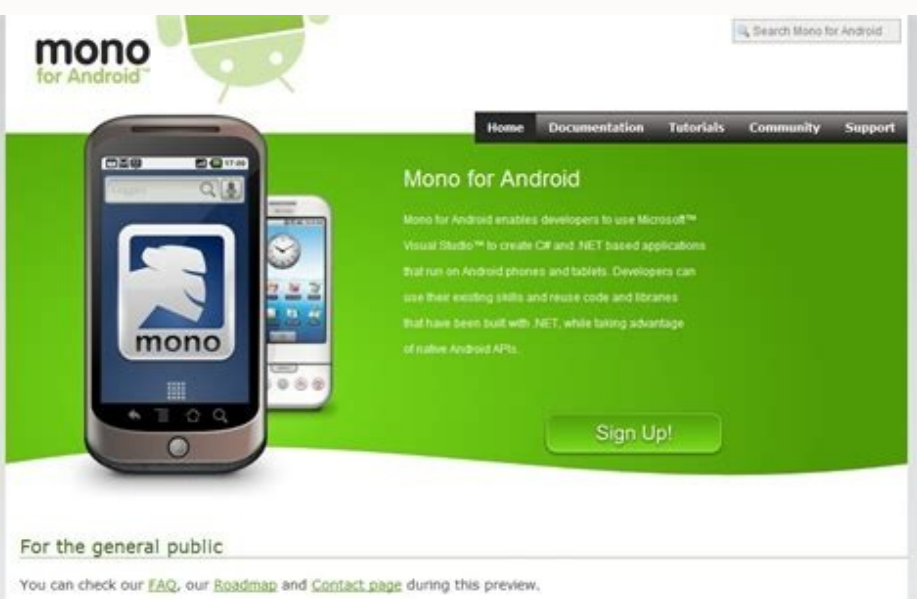 mono
for Android™
Search Mono for Android
Home Documentation Tutorials Community Support
17:06
mono
Mono for Android
Mono for Android enables developers to use Microsoft™
Visual Studio™ to create C# and .NET based applications
that run on Android phones and tablets. Developers can
use their existing skills and reuse code and libraries
that have been built with .NET, while taking advantage
of native Android APIs.
Sign Up!
For the general public
You can check our FAQ, our Roadmap and Contact page during this preview.